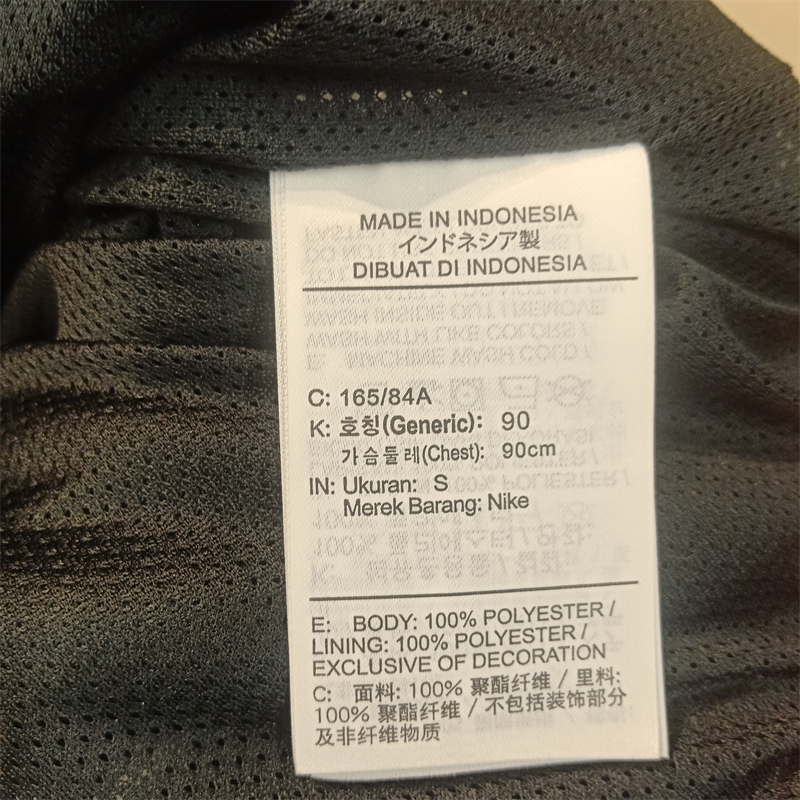 MADE IN INDONESIA
インドネシア製
DIBUAT DI INDONESIA
C: 165/84A
K: 호칭(Generic): 90
가슴둘레(Chest): 90cm
IN: Ukuran: S
Merek Barang: Nike
E: BODY: 100% POLYESTER /
LINING: 100% POLYESTER /
EXCLUSIVE OF DECORATION
C: 面料: 100% 聚酯纤维 / 里料:
100% 聚酯纤维 / 不包括装饰部分
及非纤维物质